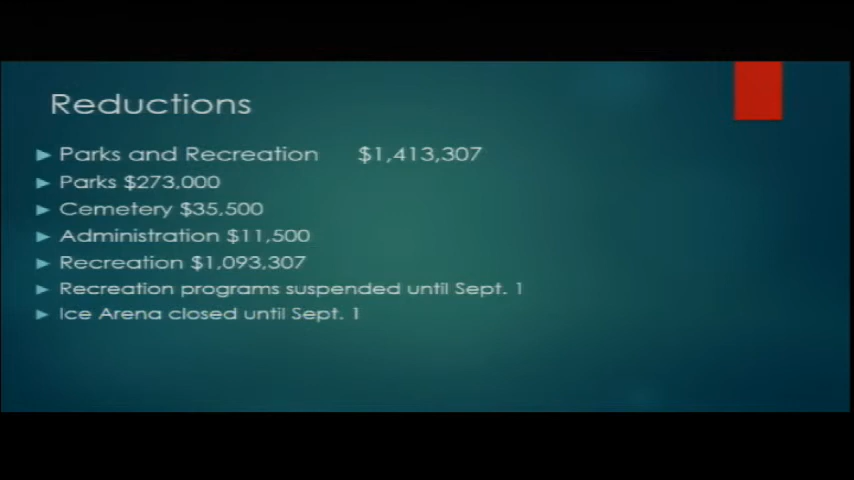 Reductions
Parks and Recreation $1,413,307
Parks $273,000
Cemetery $35,500
Administration $11,500
Recreation $1,093,307
Recreation programs suspended until Sept. 1
Ice Arena closed until Sept. 1